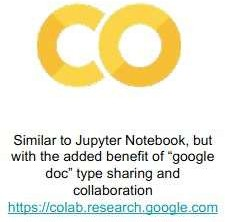 CO
Similar to Jupyter Notebook, but
with the added benefit of “google
doc” type sharing and
collaboration
https://colab.research.google.com